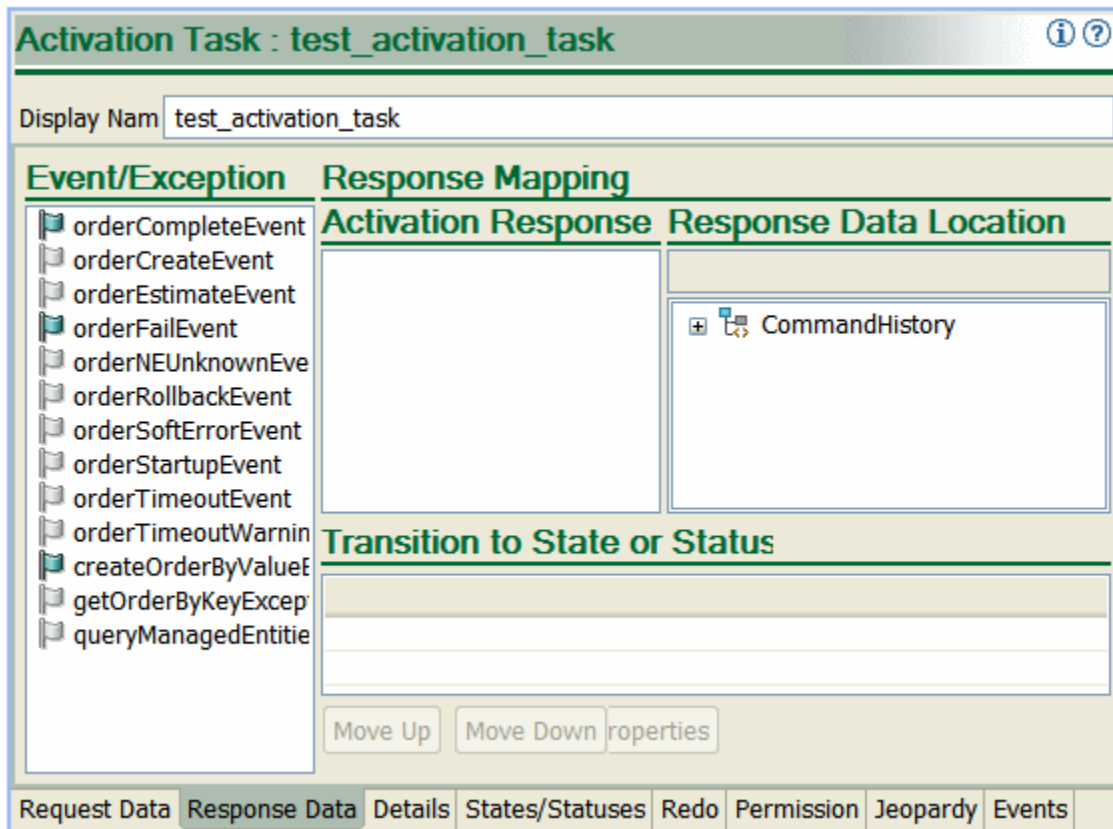 Activation Task : test_activation_task
Display Nam test_activation_task
Event/Exception
orderCompleteEvent
orderCreateEvent
orderEstimateEvent
orderFailEvent
orderNEUnknownEve
orderRollbackEvent
orderSoftErrorEvent
orderStartupEvent
orderTimeoutEvent
orderTimeoutWarnin
createOrderByValueE
getOrderByKeyExcep
queryManagedEntitie
Response Mapping
Activation Response
Response Data Location
CommandHistory
Transition to State or Status
Move Up Move Down roperties
Request Data Response Data Details States/Statuses Redo Permission Jeopardy Events